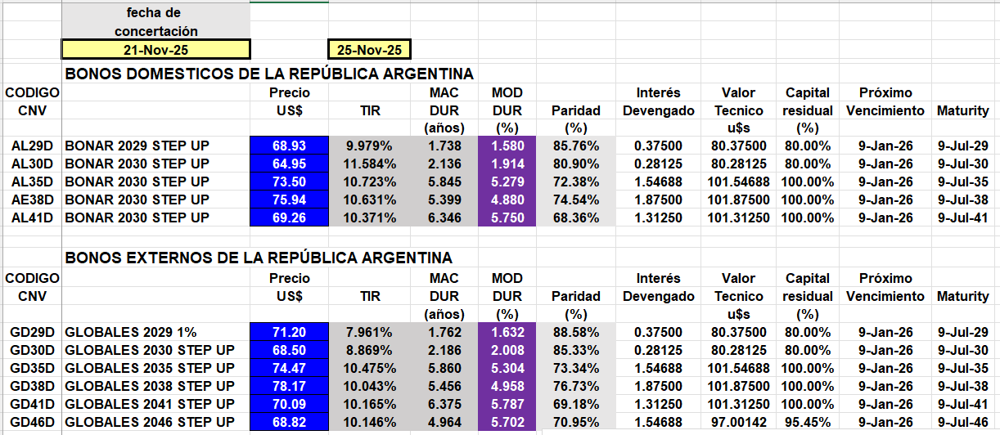 fecha de
concertación
21-Nov-25 25-Nov-25
BONOS DOMESTICOS DE LA REPÚBLICA ARGENTINA
CODIGO Precio MAC MOD Interés Valor Capital Próximo
CNV US$ TIR DUR DUR Paridad Devengado Tecnico residual Vencimiento Maturity
(años) (%) (%) u$s (%)
AL29D BONAR 2029 STEP UP 68.93 9.979% 1.738 1.580 85.76% 0.37500 80.37500 80.00% 9-Jan-26 9-Jul-29
AL30D BONAR 2030 STEP UP 64.95 11.584% 2.136 1.914 80.90% 0.28125 80.28125 80.00% 9-Jan-26 9-Jul-30
AL35D BONAR 2030 STEP UP 73.50 10.723% 5.845 5.279 72.38% 1.54688 101.54688 100.00% 9-Jan-26 9-Jul-35
AE38D BONAR 2030 STEP UP 75.94 10.631% 5.399 4.880 74.54% 1.87500 101.87500 100.00% 9-Jan-26 9-Jul-38
AL41D BONAR 2030 STEP UP 69.26 10.371% 6.346 5.750 68.36% 1.31250 101.31250 100.00% 9-Jan-26 9-Jul-41
BONOS EXTERNOS DE LA REPÚBLICA ARGENTINA
CODIGO Precio MAC MOD Interés Valor Capital Próximo
CNV US$ TIR DUR DUR Paridad Devengado Tecnico residual Vencimiento Maturity
(años) (%) (%) u$s (%)
GD29D GLOBALES 2029 1% 71.20 7.961% 1.762 1.632 88.58% 0.37500 80.37500 80.00% 9-Jan-26 9-Jul-29
GD30D GLOBALES 2030 STEP UP 68.50 8.869% 2.186 2.008 85.33% 0.28125 80.28125 80.00% 9-Jan-26 9-Jul-30
GD35D GLOBALES 2035 STEP UP 74.47 10.475% 5.860 5.304 73.34% 1.54688 101.54688 100.00% 9-Jan-26 9-Jul-35
GD38D GLOBALES 2038 STEP UP 78.17 10.043% 5.456 4.958 76.73% 1.87500 101.87500 100.00% 9-Jan-26 9-Jul-38
GD41D GLOBALES 2041 STEP UP 70.09 10.165% 6.375 5.787 69.18% 1.31250 101.31250 100.00% 9-Jan-26 9-Jul-41
GD46D GLOBALES 2046 STEP UP 68.82 10.146% 4.964 5.702 70.95% 1.54688 97.00142 95.45% 9-Jan-26 9-Jul-46